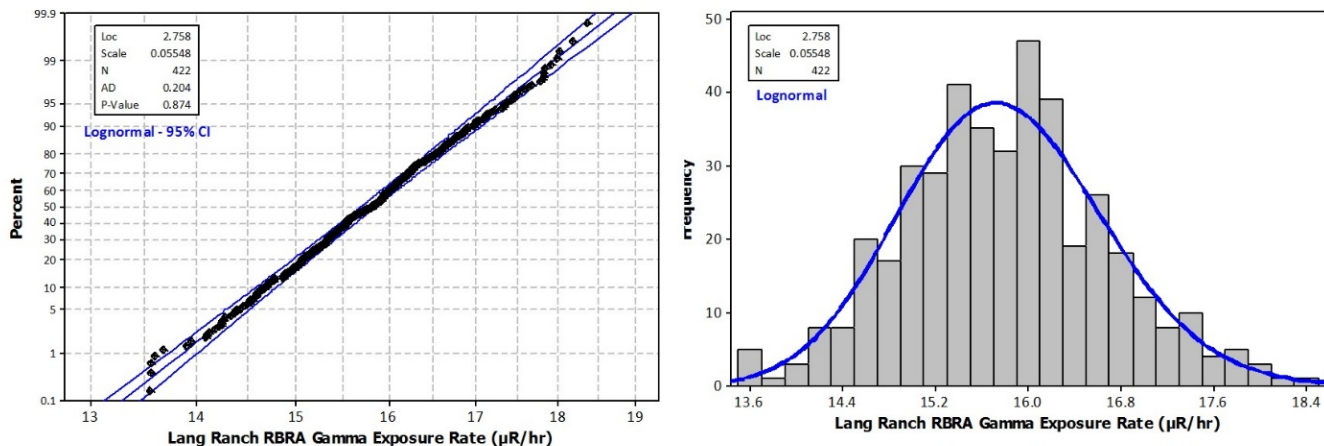 99.9
Loc 2.758
Scale 0.05548
N 422
AD 0.204
P-Value 0.874
Lognormal - 95% CI
99
95
90
80
70
60
50
40
30
20
10
5
1
0.1
Percent
13 14 15 16 17 18 19
Lang Ranch RBRA Gamma Exposure Rate (µR/hr)
50
Loc 2.758
Scale 0.05548
N 422
Lognormal
40
30
20
10
0
Frequency
13.6 14.4 15.2 16.0 16.8 17.6 18.4
Lang Ranch RBRA Gamma Exposure Rate (µR/hr)